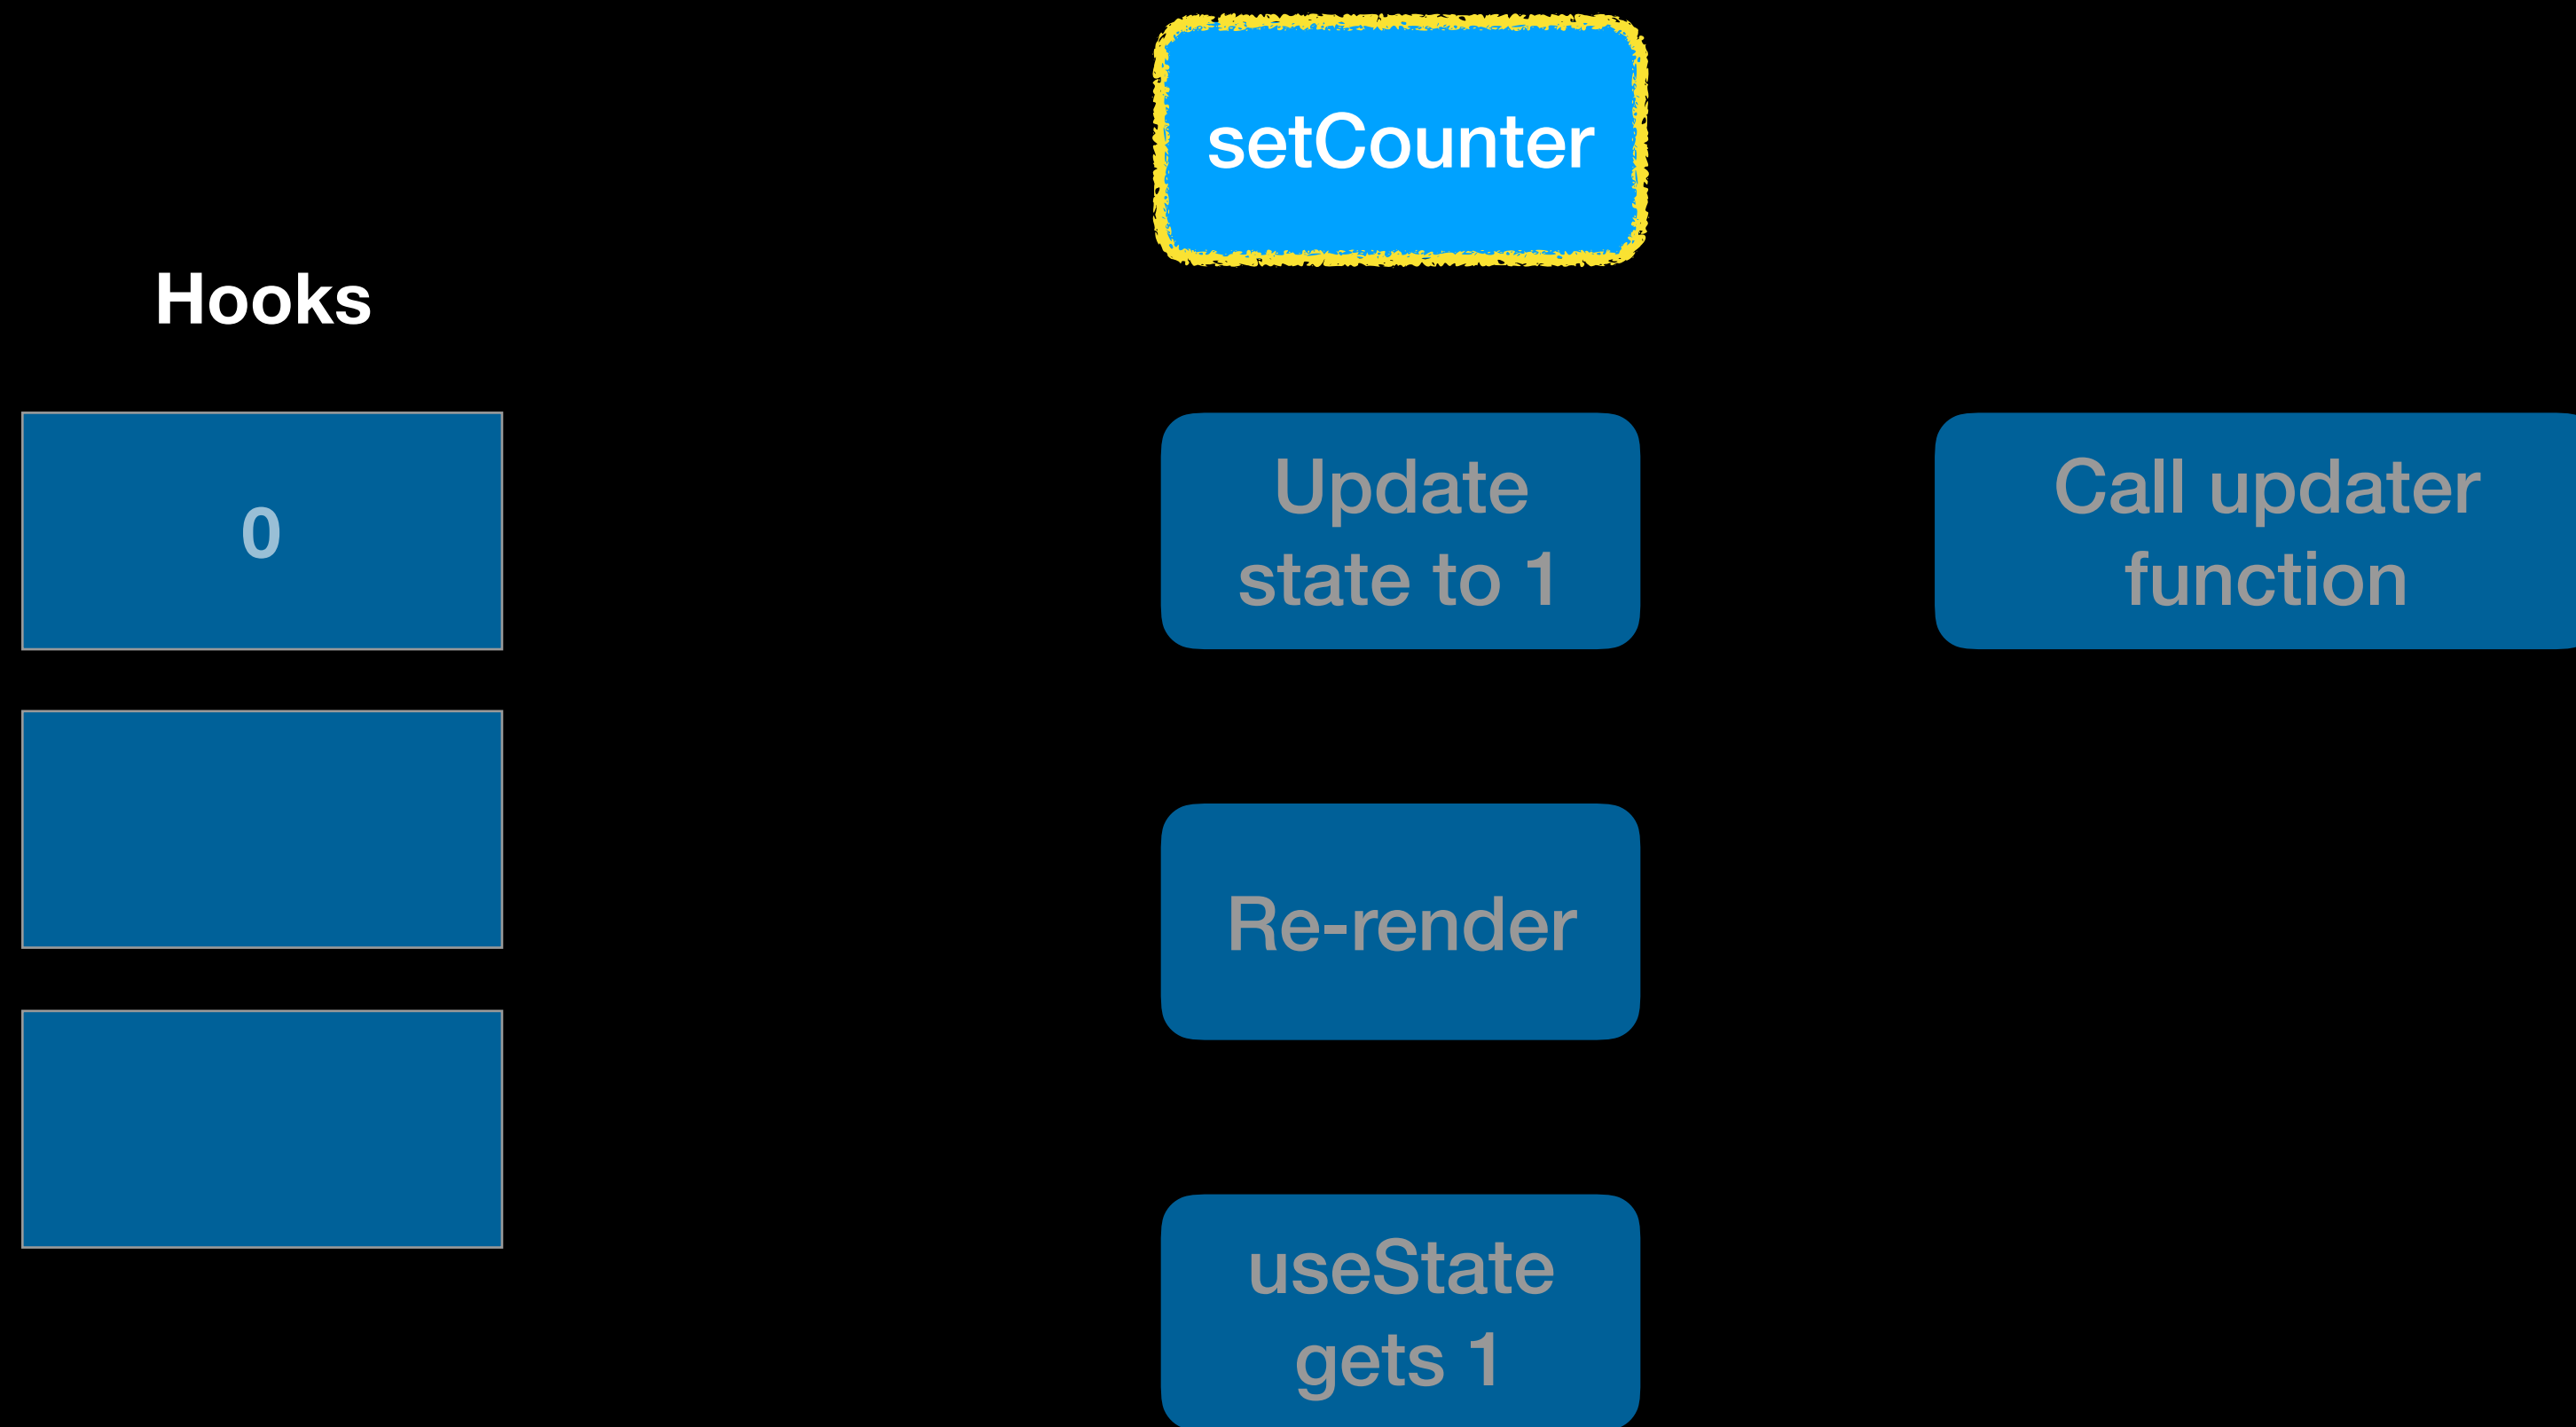 setCounter
Hooks
0
Update
state to 1
Call updater
function
Re-render
useState
gets 1